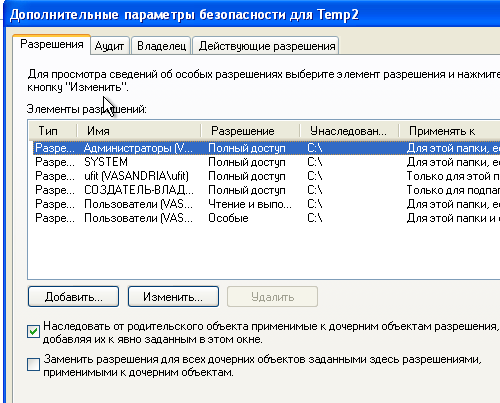 Дополнительные параметры безопасности для Temp2
Разрешения Аудит Владелец Действующие разрешения
Для просмотра сведений об особых разрешениях выберите элемент разрешения и нажмите
кнопку "Изменить".
Элементы разрешений:
Тип Имя Разрешение Унаследован... Применять к
Разре... Администраторы (V... Полный доступ C:\ Для этой папки, е
Разре... SYSTEM Полный доступ C:\ Для этой папки, е
Разре... ufit (VASANDRIA\ufit) Полный доступ C:\ Только для этой п
Разре... СОЗДАТЕЛЬ-ВЛАД... Полный доступ C:\ Только для подпа
Разре... Пользователи (VAS... Чтение и выпо... C:\ Для этой папки, е
Разре... Пользователи (VAS... Особые C:\ Для этой папки и
Добавить... Изменить... Удалить
Наследовать от родительского объекта применимые к дочерним объектам разрешения,
добавляя их к явно заданным в этом окне.
Заменить разрешения для всех дочерних объектов заданными здесь разрешениями,
применимыми к дочерним объектам.